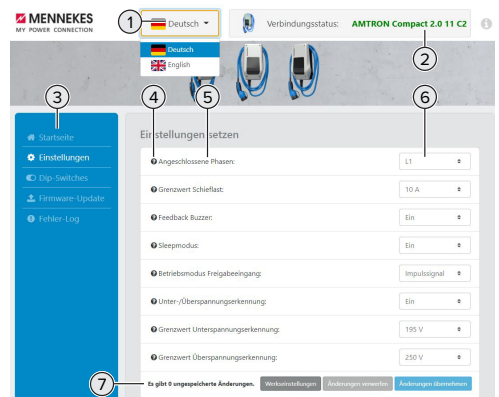 MENNEKES
MY POWER CONNECTION
1
Deutsch
Verbindungsstatus: AMTRON Compact 2.0 11 C2
Deutsch
English
2
3
4
5
6
Startseite
Einstellungen
Dip-Switches
Firmware-Update
Fehler-Log
Einstellungen setzen
Angeschlossene Phasen: L1
Grenzwert Schieflast: 10 A
Feedback Buzzer: Ein
Sleepmodus: Ein
Betriebsmodus Freigabeeingang: Impulssignal
Unter-/Überspannungserkennung: Ein
Grenzwert Unterspannungserkennung: 195 V
Grenzwert Überspannungserkennung: 250 V
7
Es gibt 0 ungespeicherte Änderungen. Werkseinstellungen Änderungen verwerfen Änderungen übernehmen